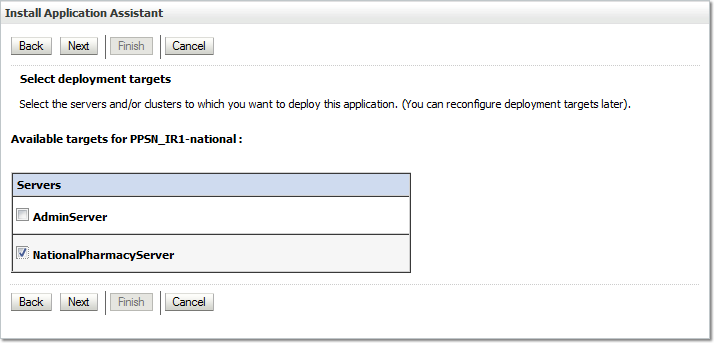 Install Application Assistant
Back Next Finish Cancel
Select deployment targets
Select the servers and/or clusters to which you want to deploy this application. (You can reconfigure deployment targets later).
Available targets for PPSN_IR1-national :
Servers
AdminServer
NationalPharmacyServer
Back Next Finish Cancel